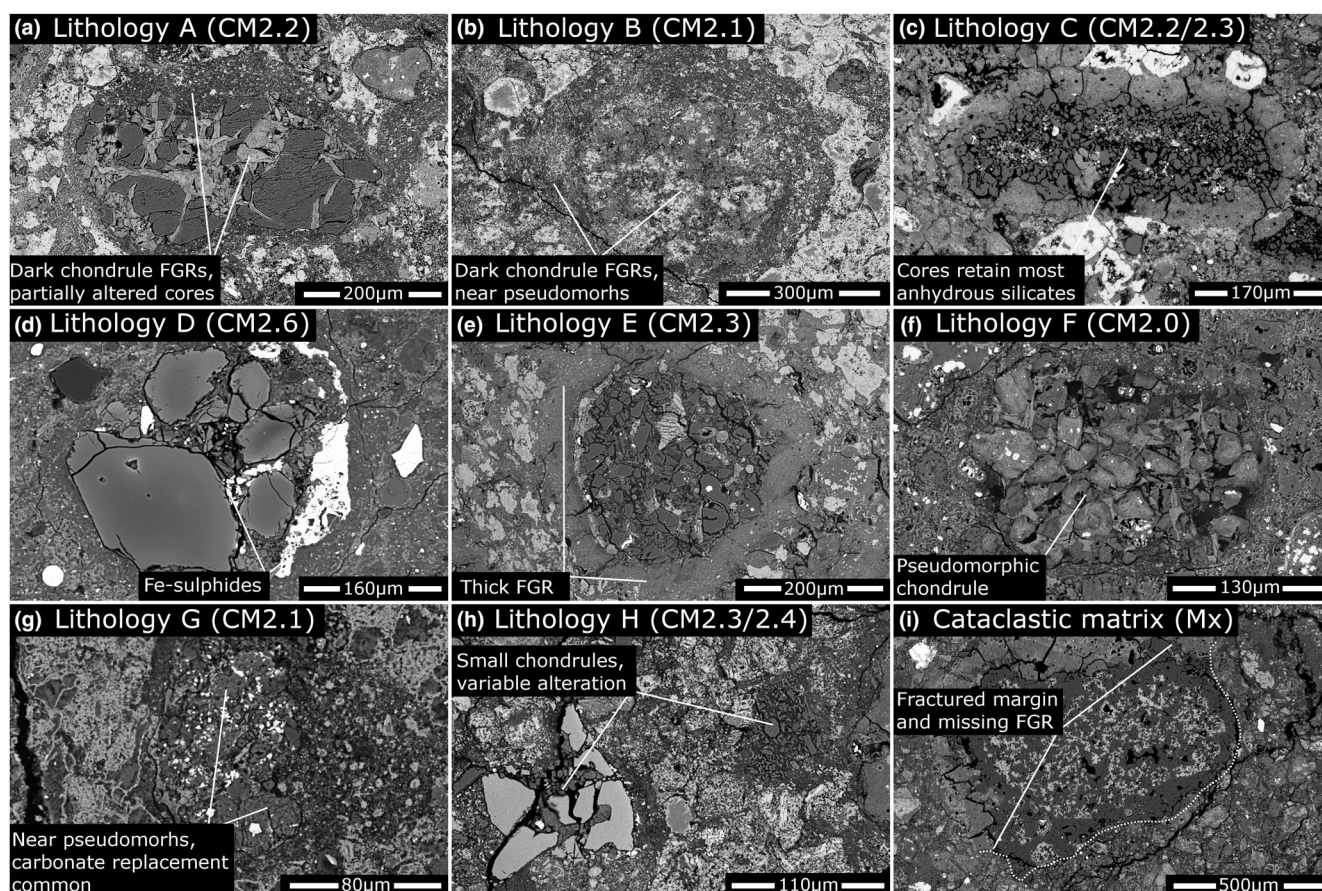 (a) Lithology A (CM2.2)
Dark chondrule FGRs,
partially altered cores
200µm
(b) Lithology B (CM2.1)
Dark chondrule FGRs,
near pseudomorhs
300µm
(c) Lithology C (CM2.2/2.3)
Cores retain most
anhydrous silicates
170µm
(d) Lithology D (CM2.6)
Fe-sulphides
160µm
(e) Lithology E (CM2.3)
Thick FGR
200µm
(f) Lithology F (CM2.0)
Pseudomorphic
chondrule
130µm
(g) Lithology G (CM2.1)
Near pseudomorhs,
carbonate replacement
common
80µm
(h) Lithology H (CM2.3/2.4)
Small chondrules,
variable alteration
110µm
(i) Cataclastic matrix (Mx)
Fractured margin
and missing FGR
500µm